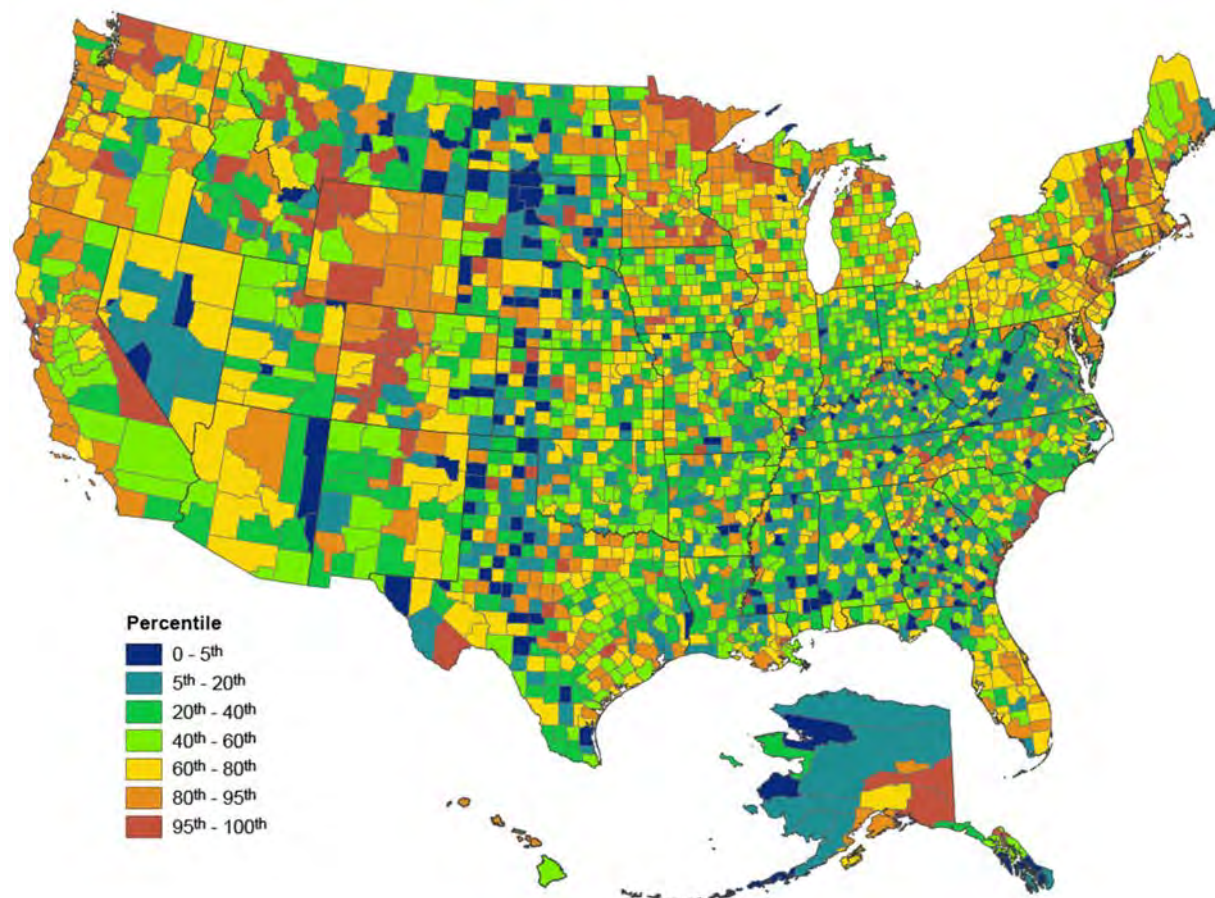 Percentile
0 - 5th
5th - 20th
20th - 40th
40th - 60th
60th - 80th
80th - 95th
95th - 100th